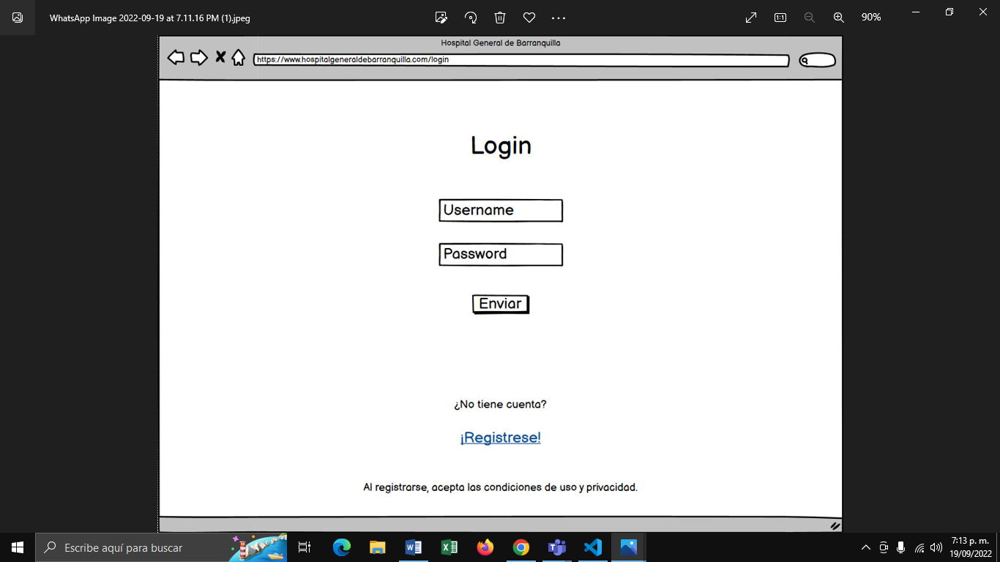 WhatsApp Image 2022-09-19 at 7.11.16 PM (1).jpeg
90%
Hospital General de Barranquilla
https://www.hospitalgeneraldebarranquilla.com/login
Login
Username
Password
Enviar
¿No tiene cuenta?
¡Registrese!
Al registrarse, acepta las condiciones de uso y privacidad.
Escribe aquí para buscar
7:13 p. m.
19/09/2022